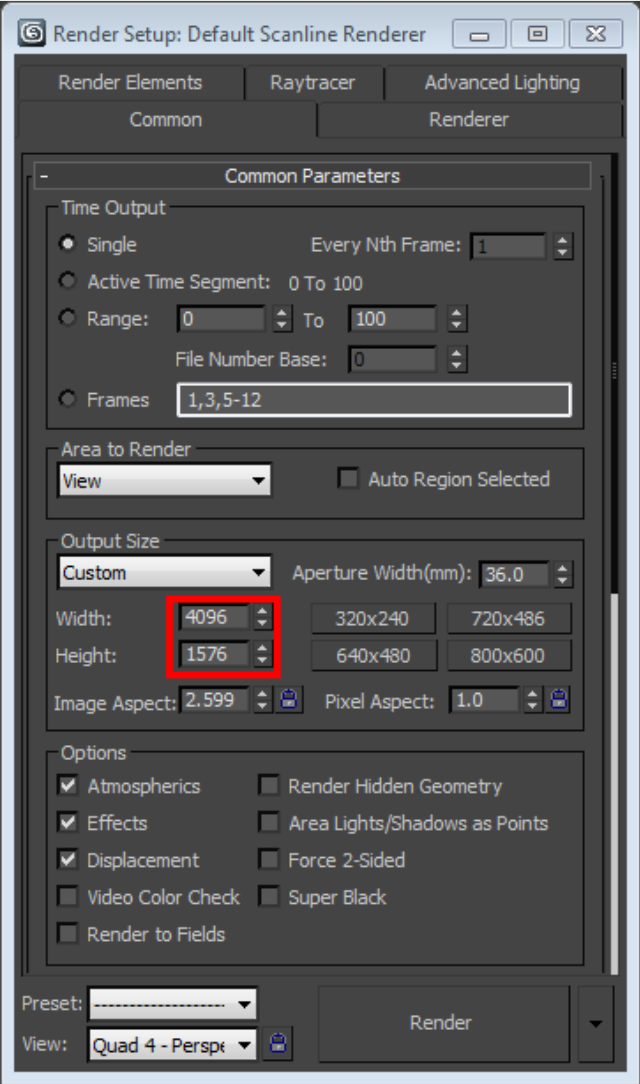 Render Setup: Default Scanline Renderer
Render Elements Raytracer Advanced Lighting
Common Renderer
- Common Parameters -
Time Output
Single Every Nth Frame: 1
Active Time Segment: 0 To 100
Range: 0 To 100
File Number Base: 0
Frames 1,3,5-12
Area to Render
View Auto Region Selected
Output Size
Custom Aperture Width(mm): 36.0
Width: 4096 320x240 720x486
Height: 1576 640x480 800x600
Image Aspect: 2.599 Pixel Aspect: 1.0
Options
Atmospherics Render Hidden Geometry
Effects Area Lights/Shadows as Points
Displacement Force 2-Sided
Video Color Check Super Black
Render to Fields
Preset: --------------------
Render
View: Quad 4 - Perspe